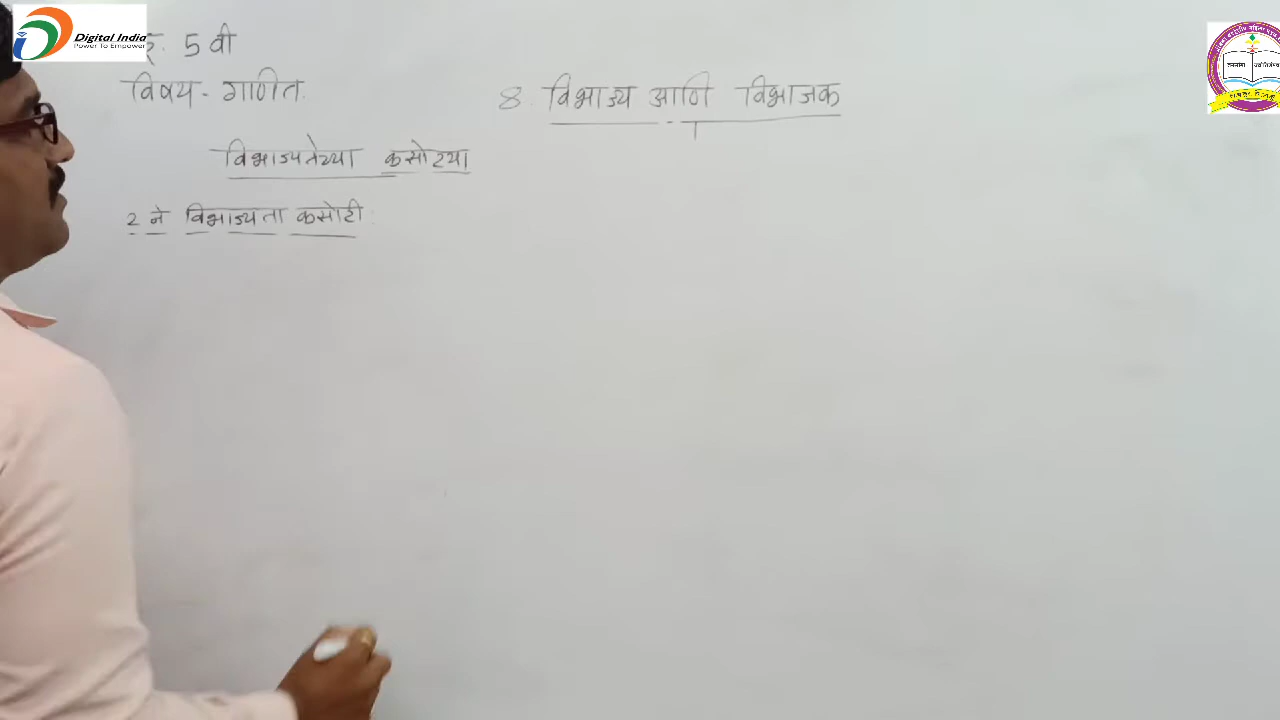 Digital India
Power To Empower
इ. 5 वी
विषय - गणित.
8. विभाज्य आणि विभाजक
विभाज्यतेच्या कसोट्या
2 ने विभाज्यता कसोटी :